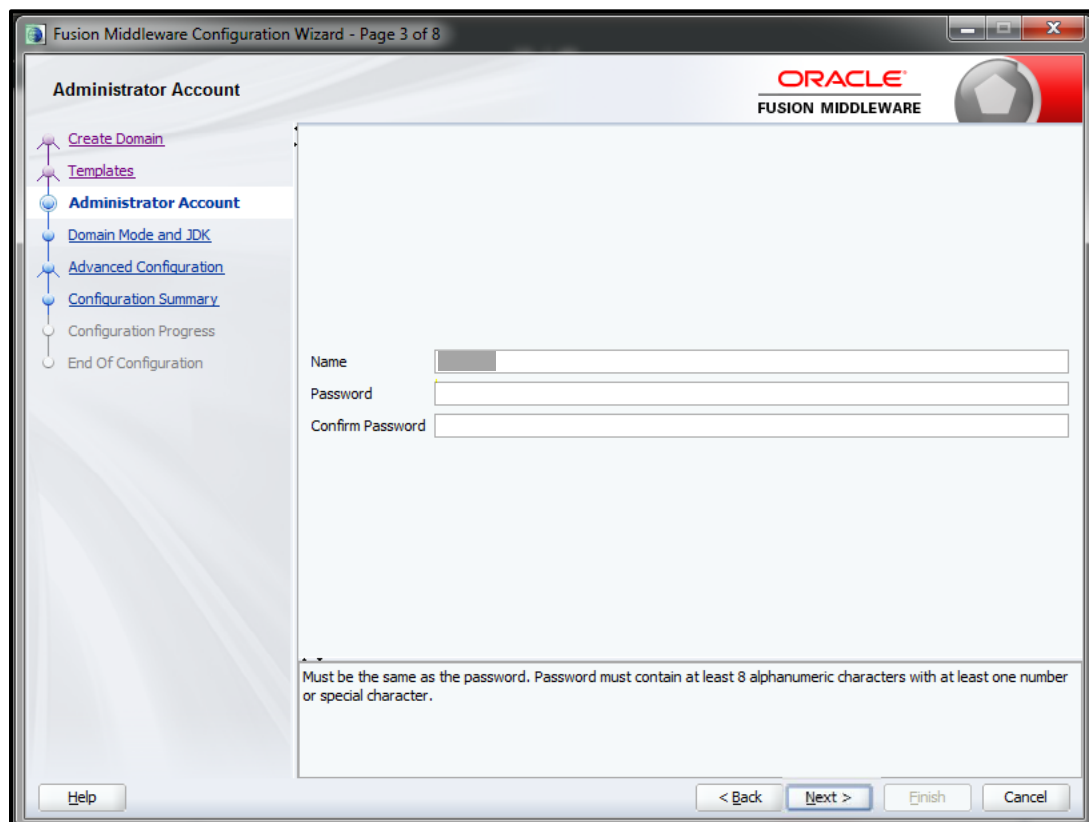 Fusion Middleware Configuration Wizard - Page 3 of 8
Administrator Account
ORACLE
FUSION MIDDLEWARE
Create Domain
Templates
Administrator Account
Domain Mode and JDK
Advanced Configuration
Configuration Summary
Configuration Progress
End Of Configuration
Name
Password
Confirm Password
Must be the same as the password. Password must contain at least 8 alphanumeric characters with at least one number
or special character.
Help
< Back
Next >
Finish
Cancel